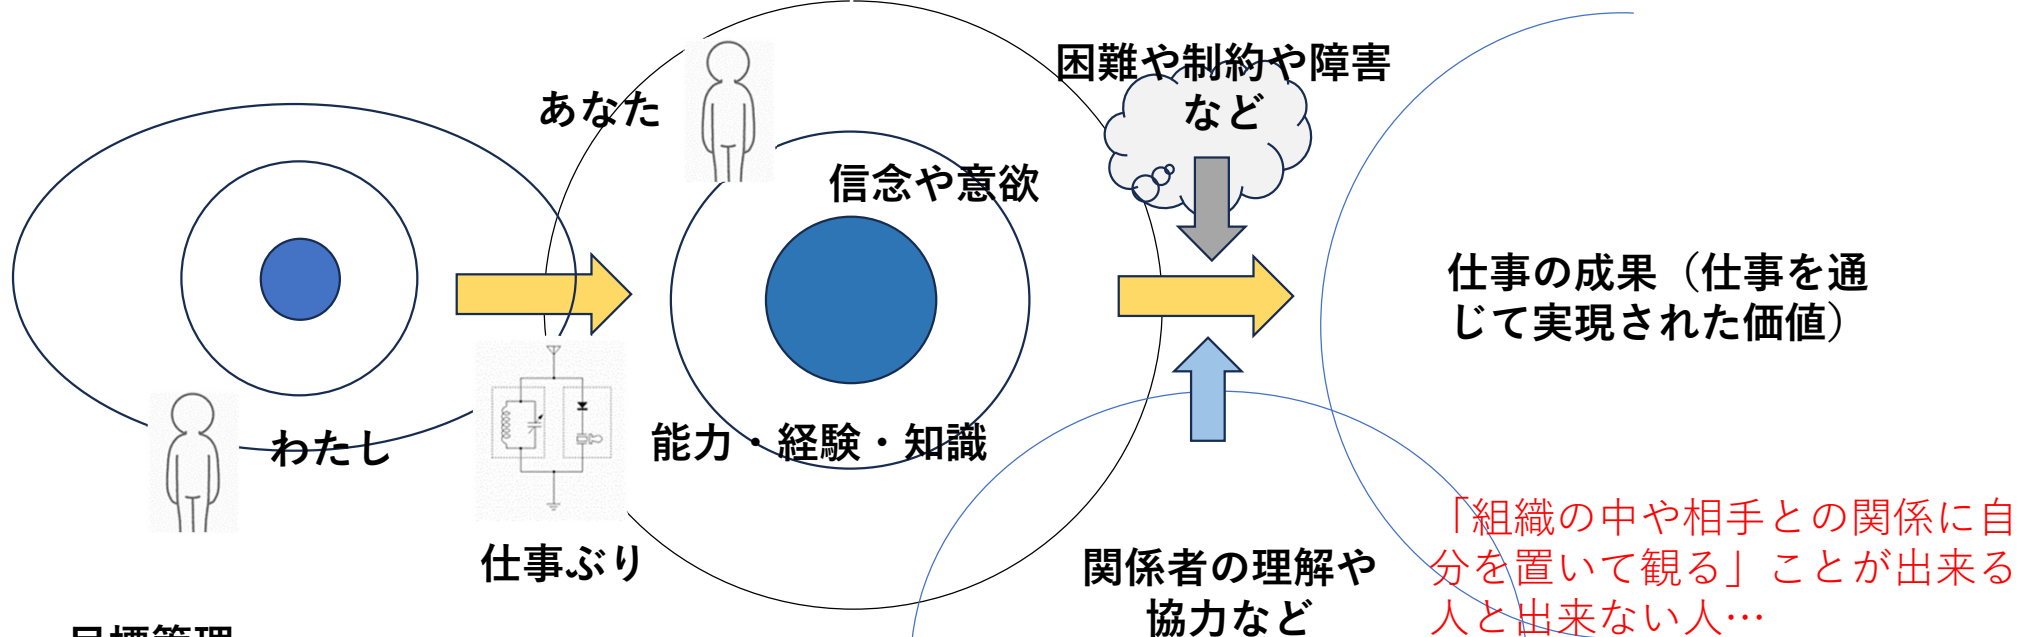 困難や制約や障害
など
あなた
信念や意欲
仕事の成果（仕事を通
じて実現された価値）
わたし
能力・経験・知識
仕事ぶり
関係者の理解や
協力など
「組織の中や相手との関係に自
分を置いて観る」ことが出来る
人と出来ない人…
目標管理